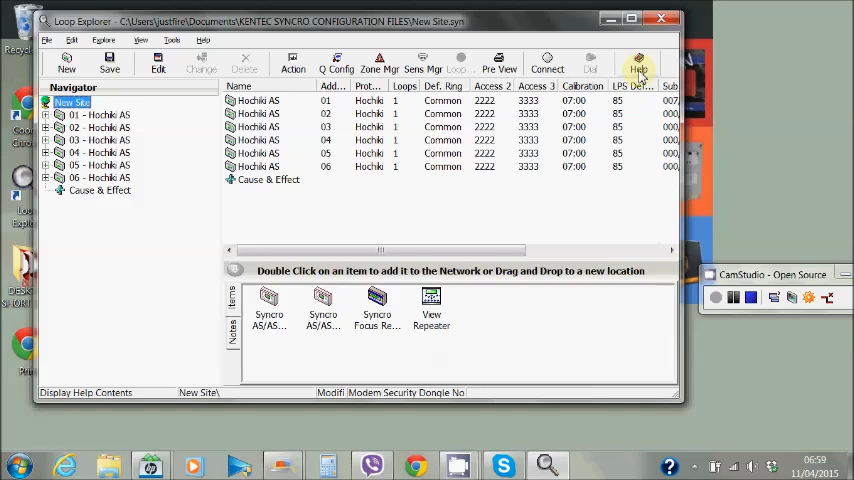 Recycl
Loop Explorer - C:\Users\justfire\Documents\KENTEC SYNCRO CONFIGURATION FILES\New Site.syn
File Edit Explore View Tools Help
New Save Edit Change Delete Action Q Config Zone Mgr Sens Mgr Loop... Pre View Connect Dial Help
Navigator
New Site
01 - Hochiki AS
02 - Hochiki AS
03 - Hochiki AS
04 - Hochiki AS
05 - Hochiki AS
06 - Hochiki AS
Cause & Effect
Name Add... Prot... Loops Def. Ring Access 2 Access 3 Calibration LPS Def... Sub
Hochiki AS 01 Hochiki 1 Common 2222 3333 07:00 85 007,
Hochiki AS 02 Hochiki 1 Common 2222 3333 07:00 85 000,
Hochiki AS 03 Hochiki 1 Common 2222 3333 07:00 85 000,
Hochiki AS 04 Hochiki 1 Common 2222 3333 07:00 85 000,
Hochiki AS 05 Hochiki 1 Common 2222 3333 07:00 85 000,
Hochiki AS 06 Hochiki 1 Common 2222 3333 07:00 85 000,
Cause & Effect
Double Click on an item to add it to the Network or Drag and Drop to a new location
Items
Notes
Syncro AS/AS...
Syncro AS/AS...
Syncro Focus Re...
View Repeater
Display Help Contents New Site\ Modifi Modem Security Dongle No
Goo
Chro
Loo
Explo
DESK
SHORT
Prin
CamStudio - Open Source
06:59
11/04/2015